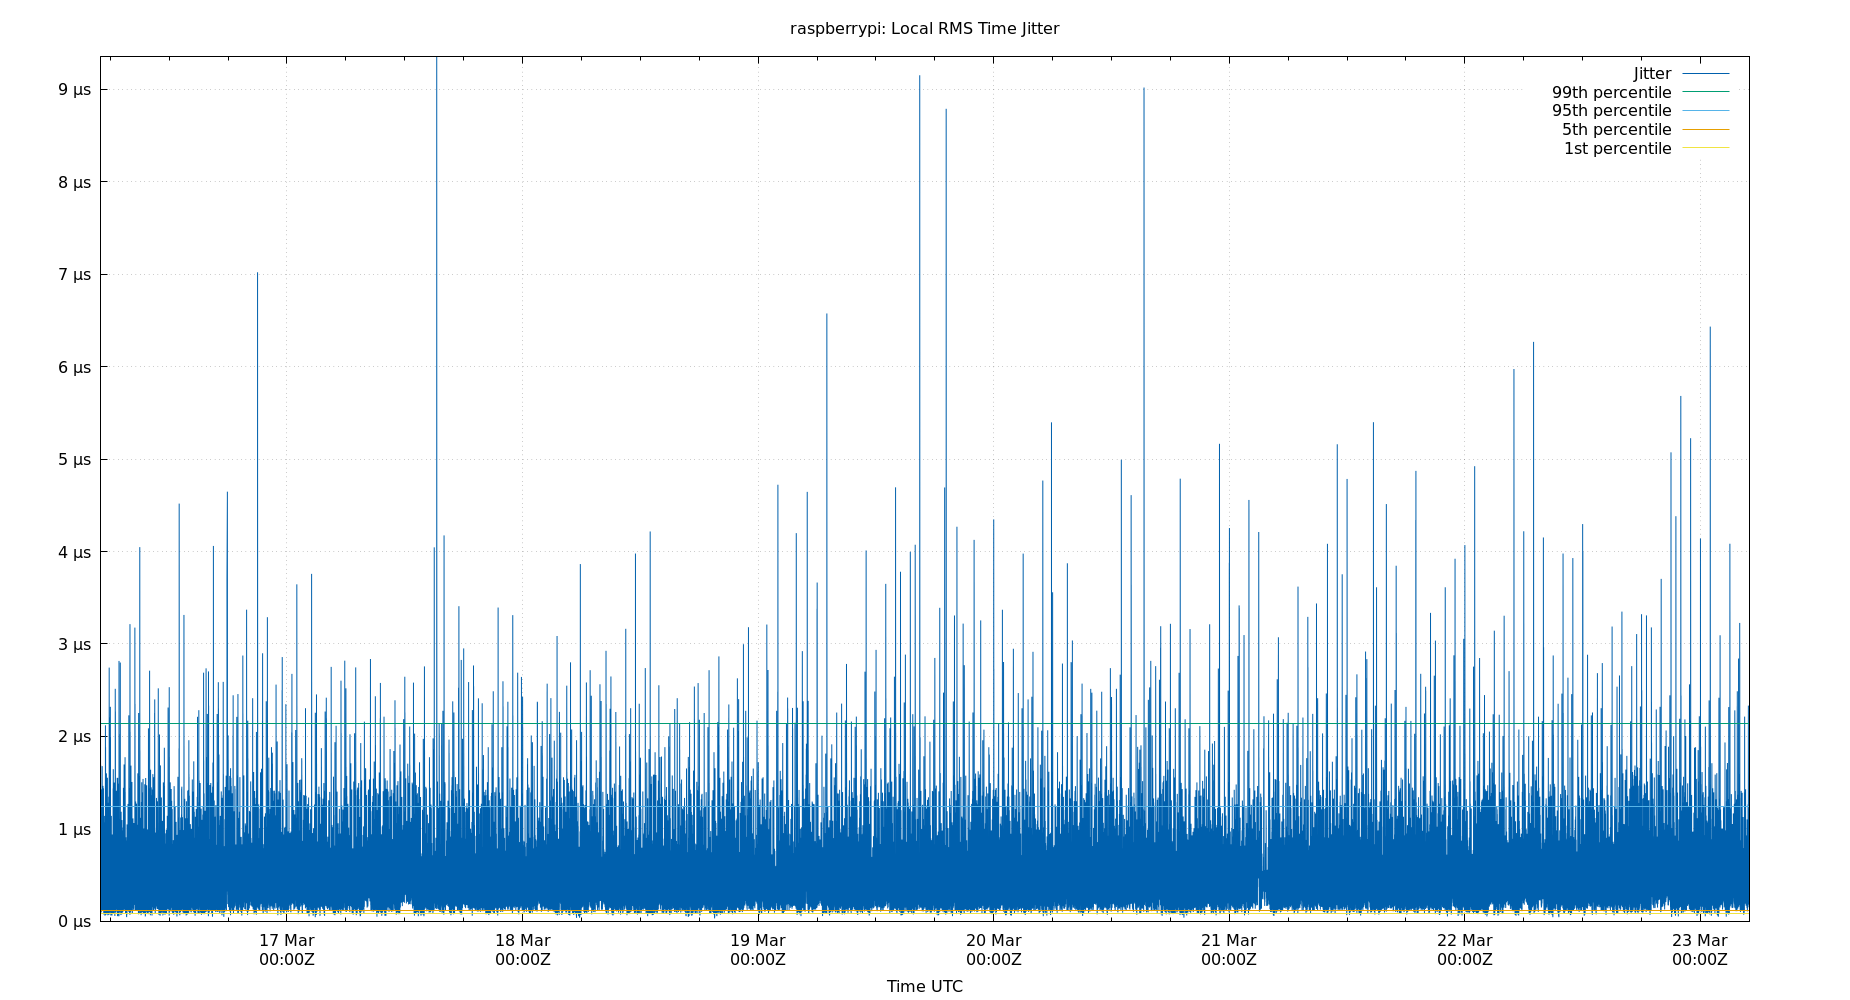 raspberrypi: Local RMS Time Jitter
Jitter
99th percentile
95th percentile
5th percentile
1st percentile
9 µs
8 µs
7 µs
6 µs
5 µs
4 µs
3 µs
2 µs
1 µs
0 µs
17 Mar 18 Mar 19 Mar 20 Mar 21 Mar 22 Mar 23 Mar
00:00Z 00:00Z 00:00Z 00:00Z 00:00Z 00:00Z 00:00Z
Time UTC